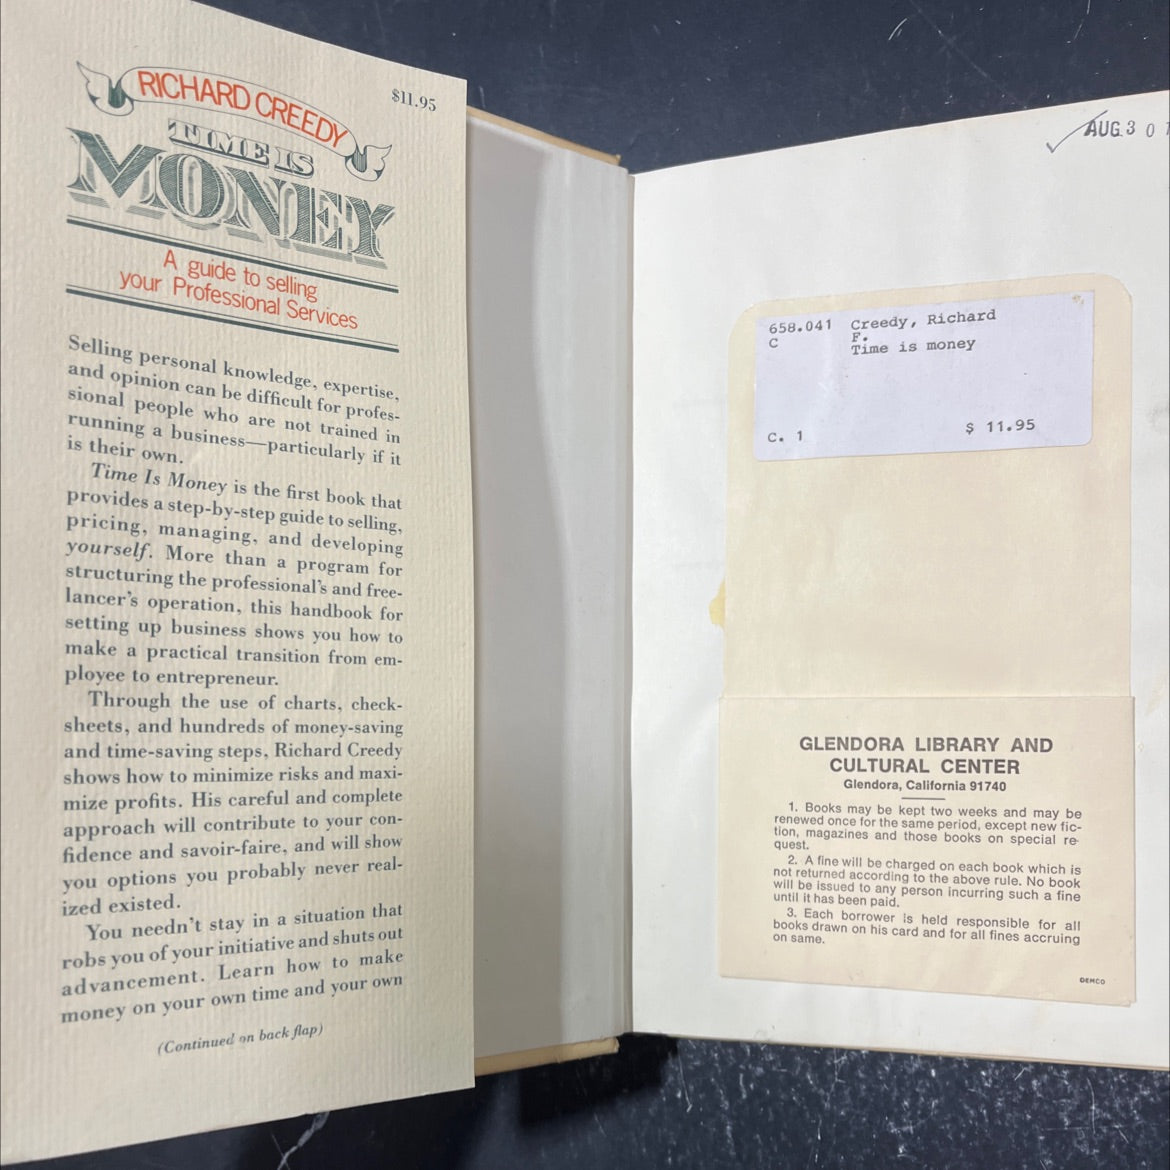 RICHARD CREEDY
$11.95
TIME IS
MONEY
A guide to selling
your Professional Services
Selling personal knowledge, expertise,
and opinion can be difficult for profes-
sional people who are not trained in
running a business—particularly if it
is their own.
Time Is Money is the first book that
provides a step-by-step guide to selling,
pricing, managing, and developing
yourself. More than a program for
structuring the professional's and free-
lancer's operation, this handbook for
setting up business shows you how to
make a practical transition from em-
ployee to entrepreneur.
Through the use of charts, check-
sheets, and hundreds of money-saving
and time-saving steps, Richard Creedy
shows how to minimize risks and maxi-
mize profits. His careful and complete
approach will contribute to your con-
fidence and savoir-faire, and will show
you options you probably never real-
ized existed.
You needn't stay in a situation that
robs you of your initiative and shuts out
advancement. Learn how to make
money on your own time and your own
(Continued on back flap)
AUG 3 0
658.041 Creedy, Richard
C F.
Time is money
C. 1 $ 11.95
GLENDORA LIBRARY AND
CULTURAL CENTER
Glendora, California 91740
1. Books may be kept two weeks and may be
renewed once for the same period, except new fic-
tion, magazines and those books on special re-
quest.
2. A fine will be charged on each book which is
not returned according to the above rule. No book
will be issued to any person incurring such a fine
until it has been paid.
3. Each borrower is held responsible for all
books drawn on his card and for all fines accruing
on same.
DEMCO